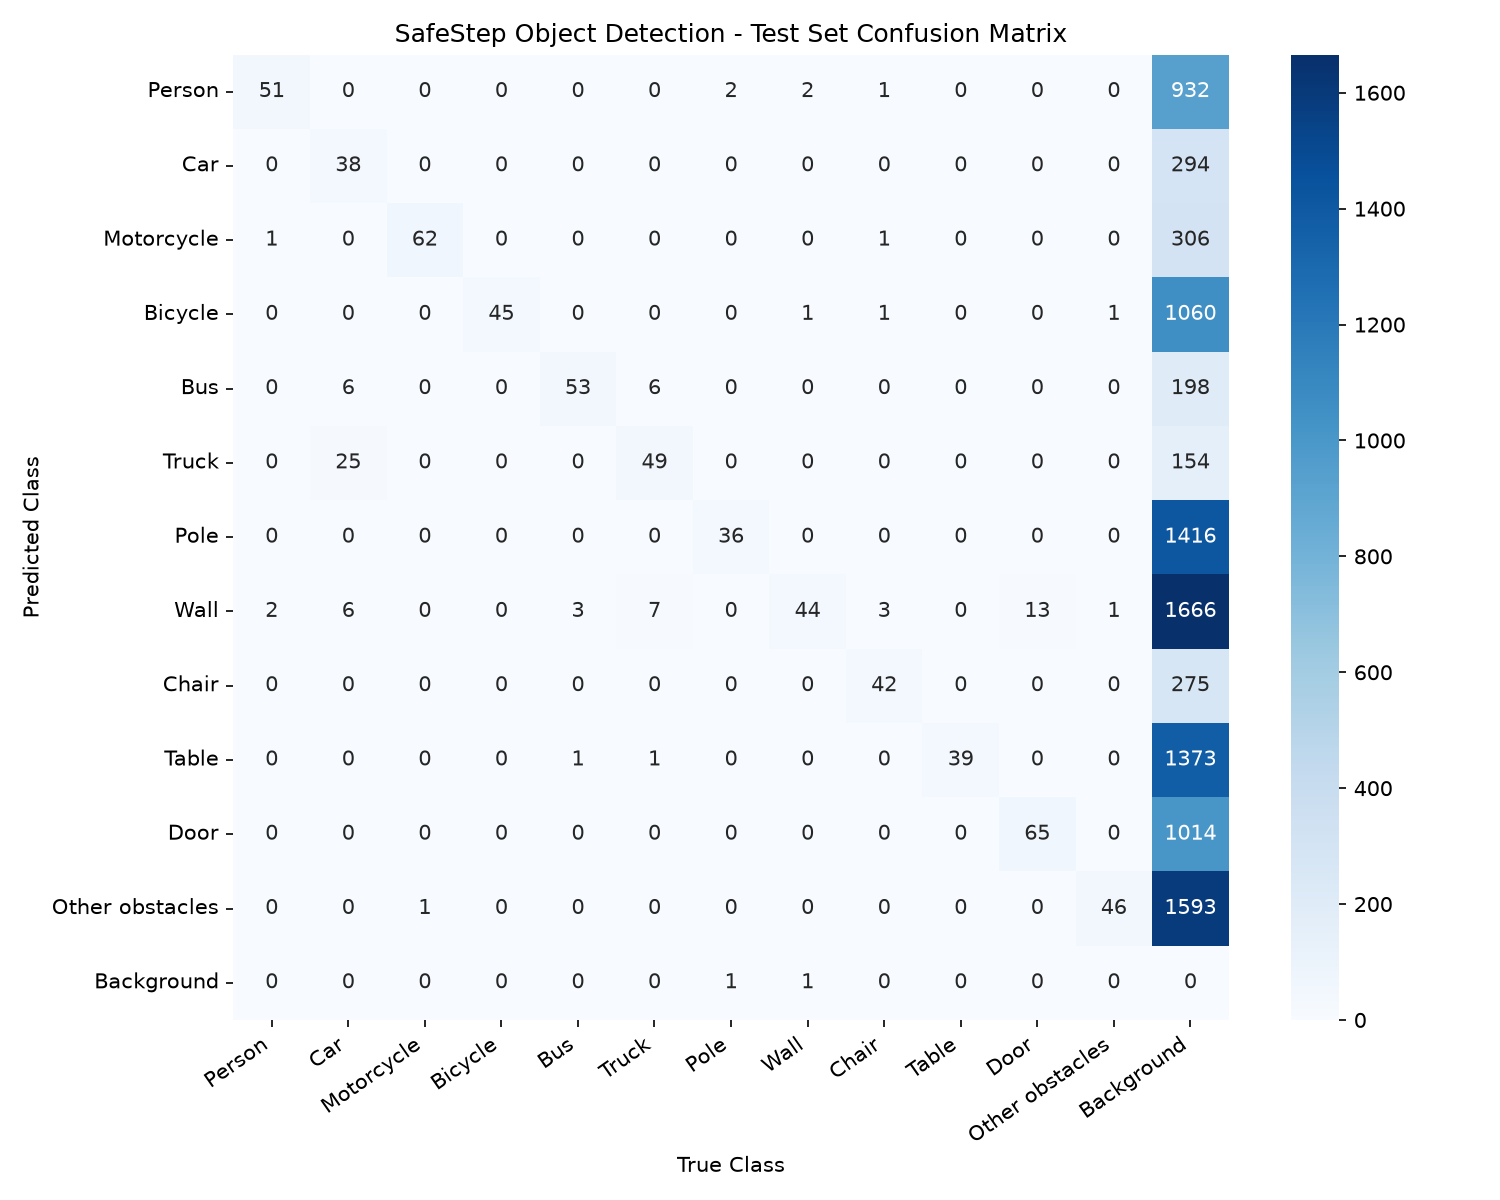 SafeStep Object Detection - Test Set Confusion Matrix
Person 51 0 0 0 0 0 2 2 1 0 0 0 932
Car 0 38 0 0 0 0 0 0 0 0 0 0 294
Motorcycle 1 0 62 0 0 0 0 0 1 0 0 0 306
Bicycle 0 0 0 45 0 0 0 1 1 0 0 1 1060
Bus 0 6 0 0 53 6 0 0 0 0 0 0 198
Truck 0 25 0 0 0 49 0 0 0 0 0 0 154
Pole 0 0 0 0 0 0 36 0 0 0 0 0 1416
Wall 2 6 0 0 3 7 0 44 3 0 13 1 1666
Chair 0 0 0 0 0 0 0 0 42 0 0 0 275
Table 0 0 0 0 1 1 0 0 0 39 0 0 1373
Door 0 0 0 0 0 0 0 0 0 0 65 0 1014
Other obstacles 0 0 1 0 0 0 0 0 0 0 0 46 1593
Background 0 0 0 0 0 0 1 1 0 0 0 0 0
Predicted Class
Person Car Motorcycle Bicycle Bus Truck Pole Wall Chair Table Door Other obstacles Background
True Class
1600
1400
1200
1000
800
600
400
200
0